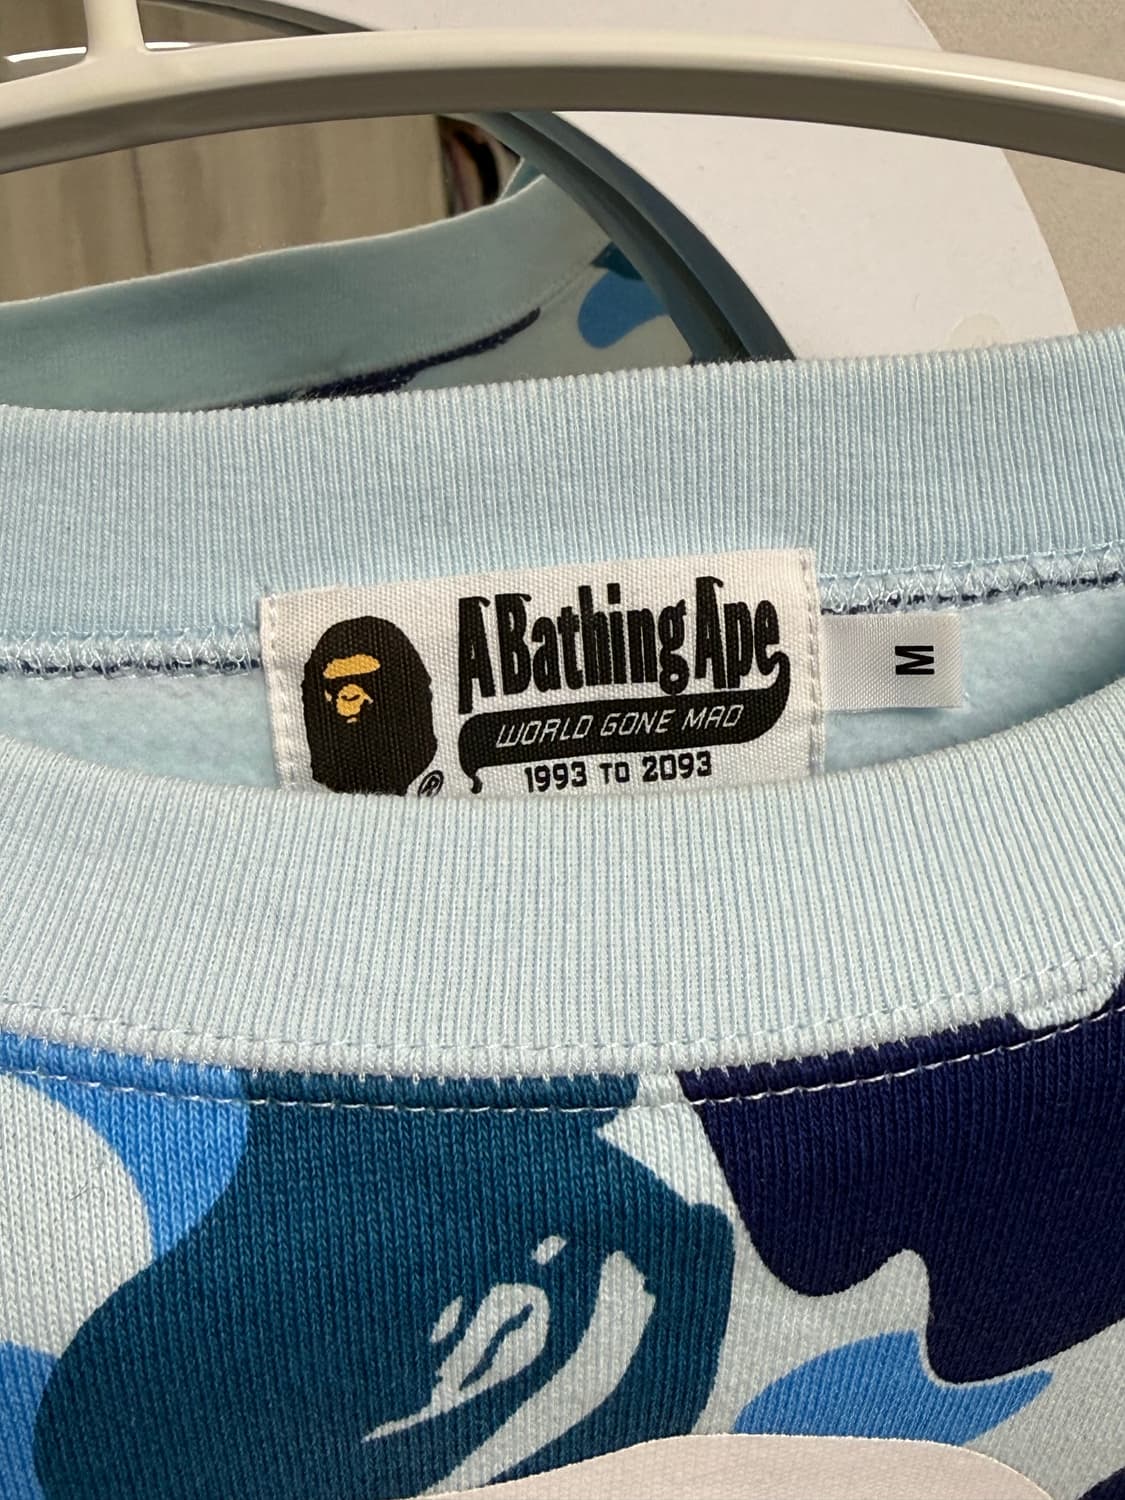 A Bathing Ape
WORLD GONE MAD
1993 TO 2093
®
M